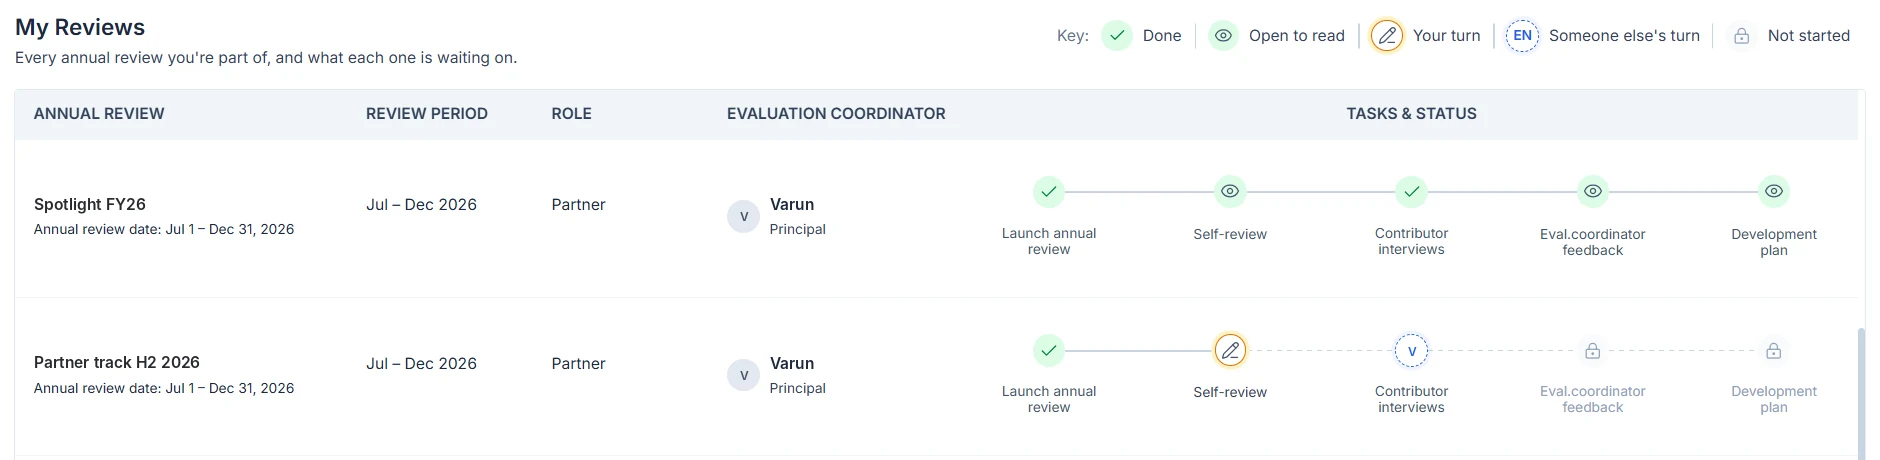 My Reviews
Every annual review you're part of, and what each one is waiting on.
Key: Done Open to read Your turn EN Someone else's turn Not started
ANNUAL REVIEW REVIEW PERIOD ROLE EVALUATION COORDINATOR TASKS & STATUS
Spotlight FY26
Annual review date: Jul 1 – Dec 31, 2026
Jul – Dec 2026
Partner
V
Varun
Principal
Launch annual
review
Self-review
Contributor
interviews
Eval.coordinator
feedback
Development
plan
Partner track H2 2026
Annual review date: Jul 1 – Dec 31, 2026
Jul – Dec 2026
Partner
V
Varun
Principal
Launch annual
review
Self-review
V
Contributor
interviews
Eval.coordinator
feedback
Development
plan